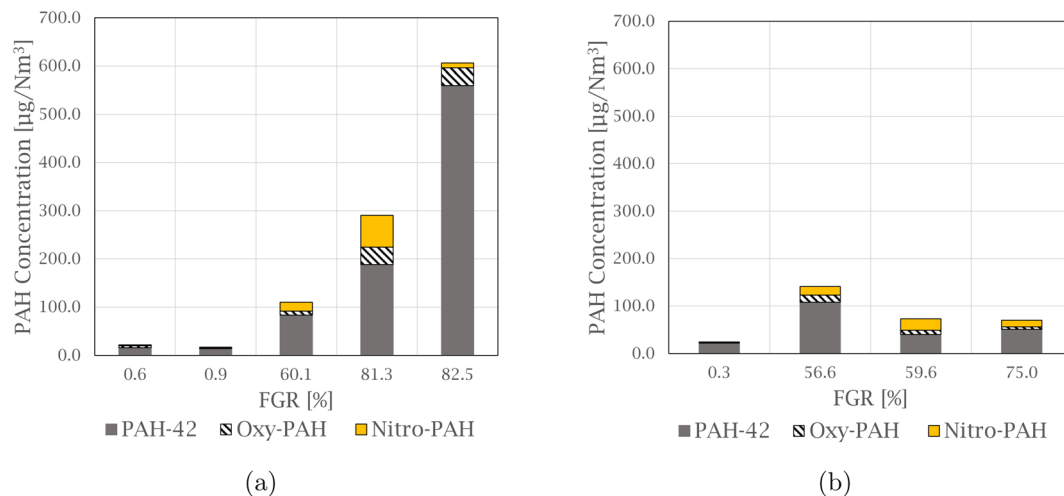 PAH Concentration [µg/Nm³]
700.0
600.0
500.0
400.0
300.0
200.0
100.0
0.0
0.6 0.9 60.1 81.3 82.5
FGR [%]
PAH-42 Oxy-PAH Nitro-PAH
(a)
PAH Concentration [µg/Nm³]
700.0
600.0
500.0
400.0
300.0
200.0
100.0
0.0
0.3 56.6 59.6 75.0
FGR [%]
PAH-42 Oxy-PAH Nitro-PAH
(b)